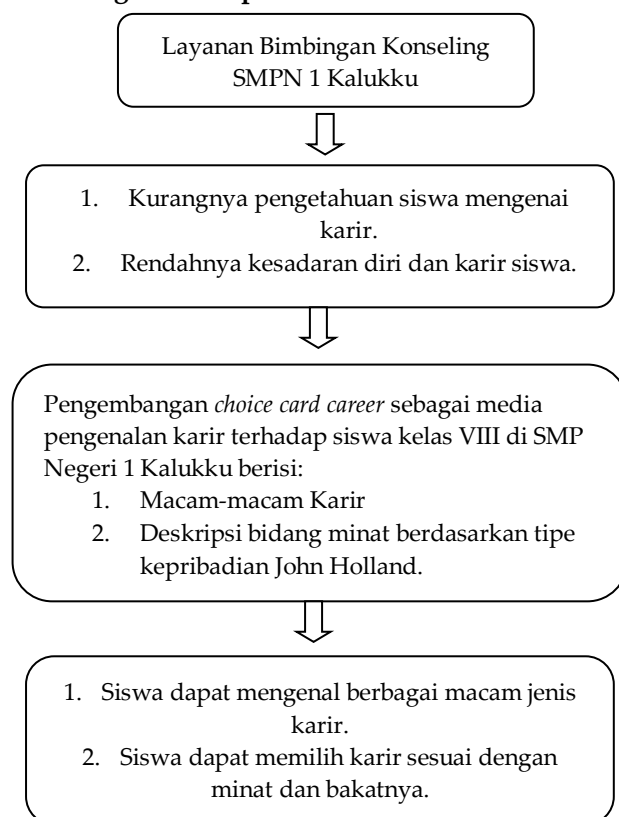 Layanan Bimbingan Konseling
SMPN 1 Kalukku
1. Kurangnya pengetahuan siswa mengenai
karir.
2. Rendahnya kesadaran diri dan karir siswa.
Pengembangan choice card career sebagai media
pengenalan karir terhadap siswa kelas VIII di SMP
Negeri 1 Kalukku berisi:
1. Macam-macam Karir
2. Deskripsi bidang minat berdasarkan tipe
kepribadian John Holland.
1. Siswa dapat mengenal berbagai macam jenis
karir.
2. Siswa dapat memilih karir sesuai dengan
minat dan bakatnya.